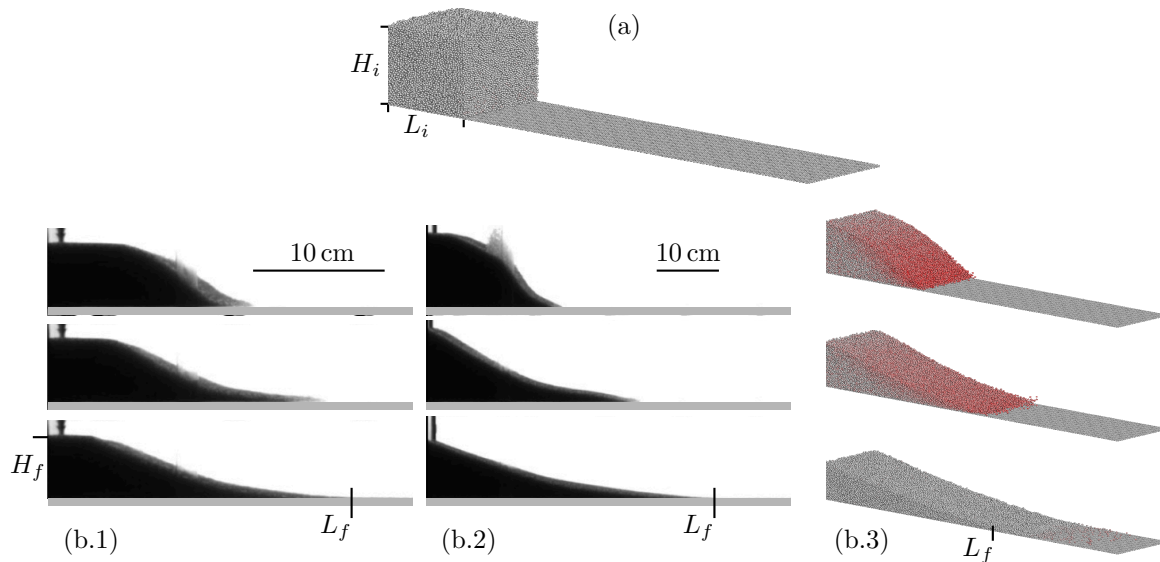 (a)
H_i
L_i
10 cm
10 cm
H_f
L_f
L_f
L_f
(b.1)
(b.2)
(b.3)